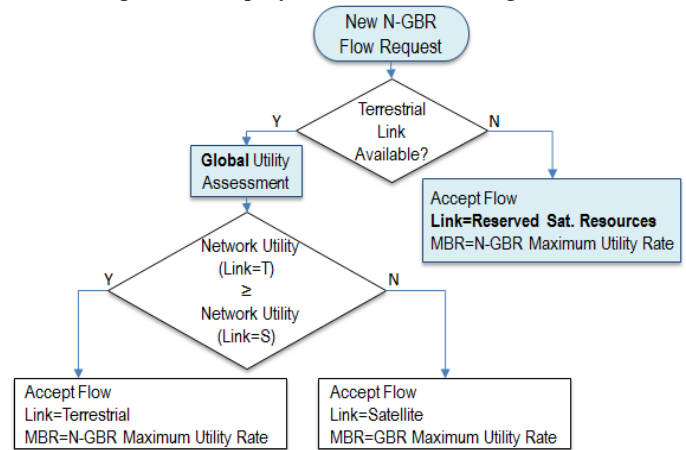 New N-GBR
Flow Request
Terrestrial
Link
Available?
Y
N
Global Utility
Assessment
Accept Flow
Link=Reserved Sat. Resources
MBR=N-GBR Maximum Utility Rate
Network Utility
(Link=T)
≥
Network Utility
(Link=S)
Y
N
Accept Flow
Link=Terrestrial
MBR=N-GBR Maximum Utility Rate
Accept Flow
Link=Satellite
MBR=GBR Maximum Utility Rate